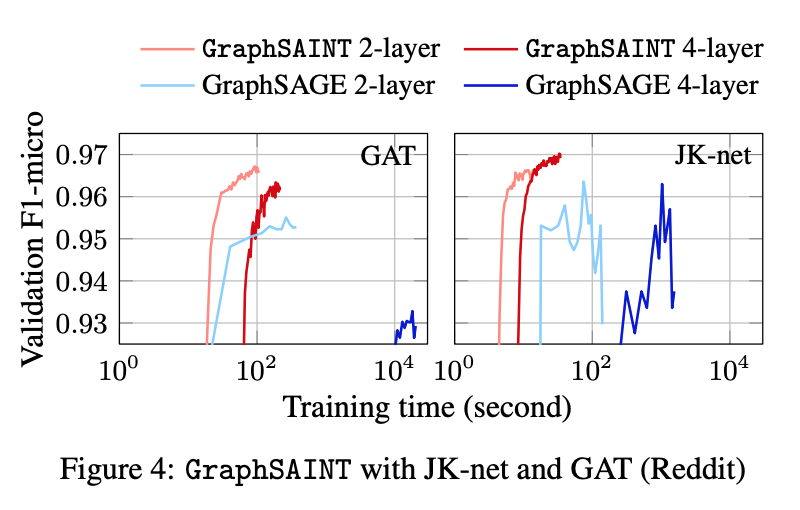 GraphSAINT 2-layer GraphSAINT 4-layer
GraphSAGE 2-layer GraphSAGE 4-layer
Validation F1-micro
0.97
0.96
0.95
0.94
0.93
GAT
JK-net
10^0 10^2 10^4 10^0 10^2 10^4
Training time (second)
Figure 4: GraphSAINT with JK-net and GAT (Reddit)